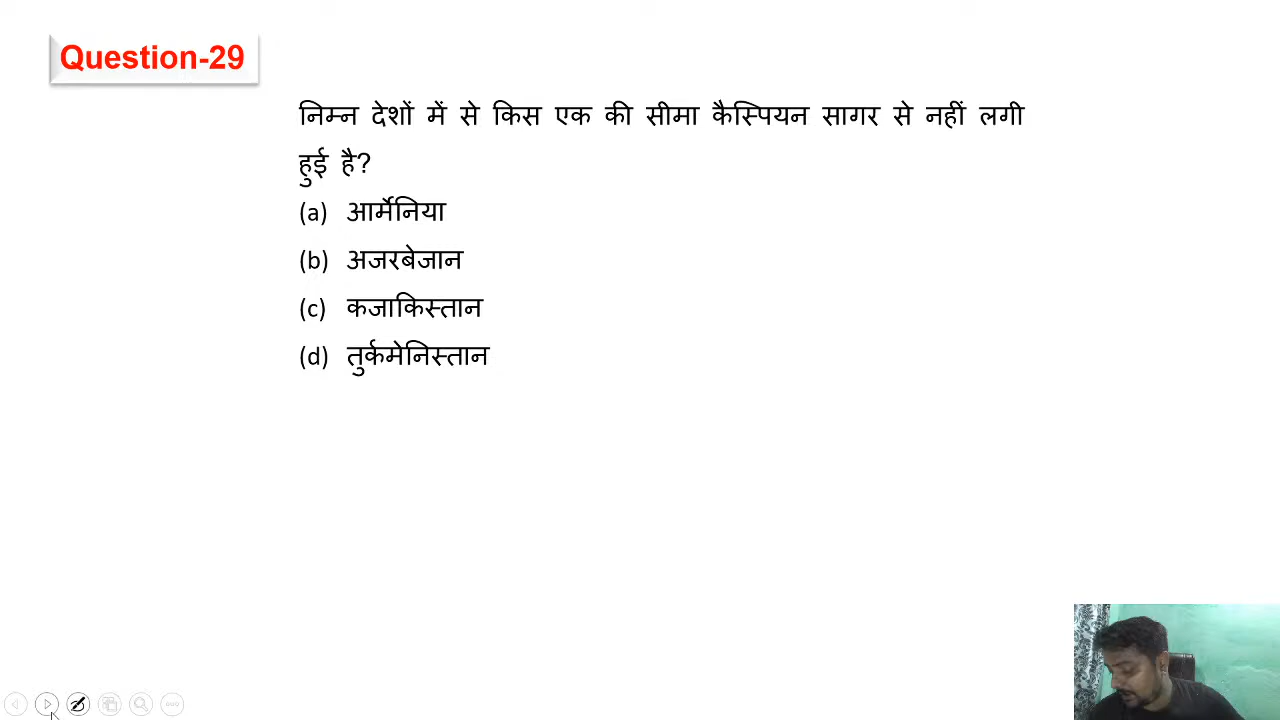 Question-29
निम्न देशों में से किस एक की सीमा कैस्पियन सागर से नहीं लगी
हुई है?
(a) आर्मेनिया
(b) अजरबेजान
(c) कजाकिस्तान
(d) तुर्कमेनिस्तान